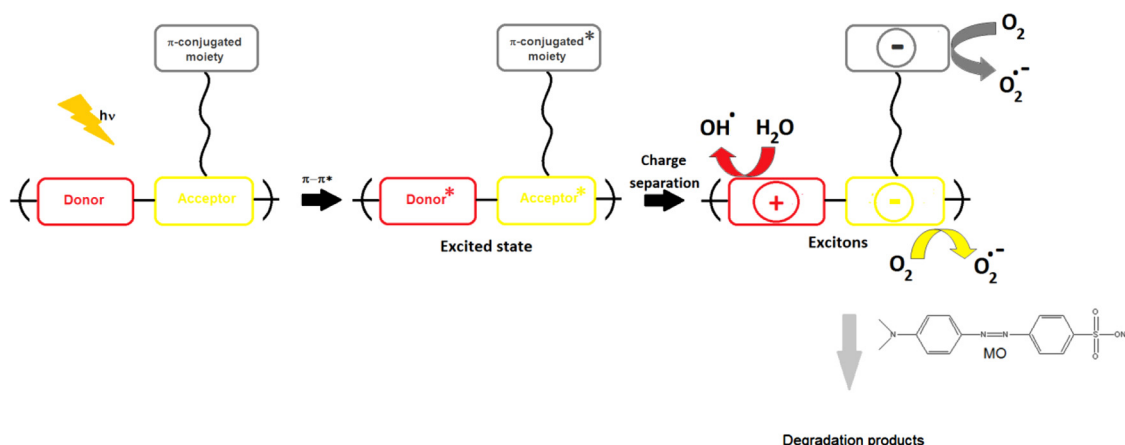 π-conjugated
moiety
hν
Donor
Acceptor
π-π*
π-conjugated*
moiety
Donor*
Acceptor*
Excited state
Charge
separation
-
O₂
O₂•-
OH•
H₂O
+
-
Excitons
O₂
O₂•-
N
N=N
O
S
O
ON
MO
Degradation products